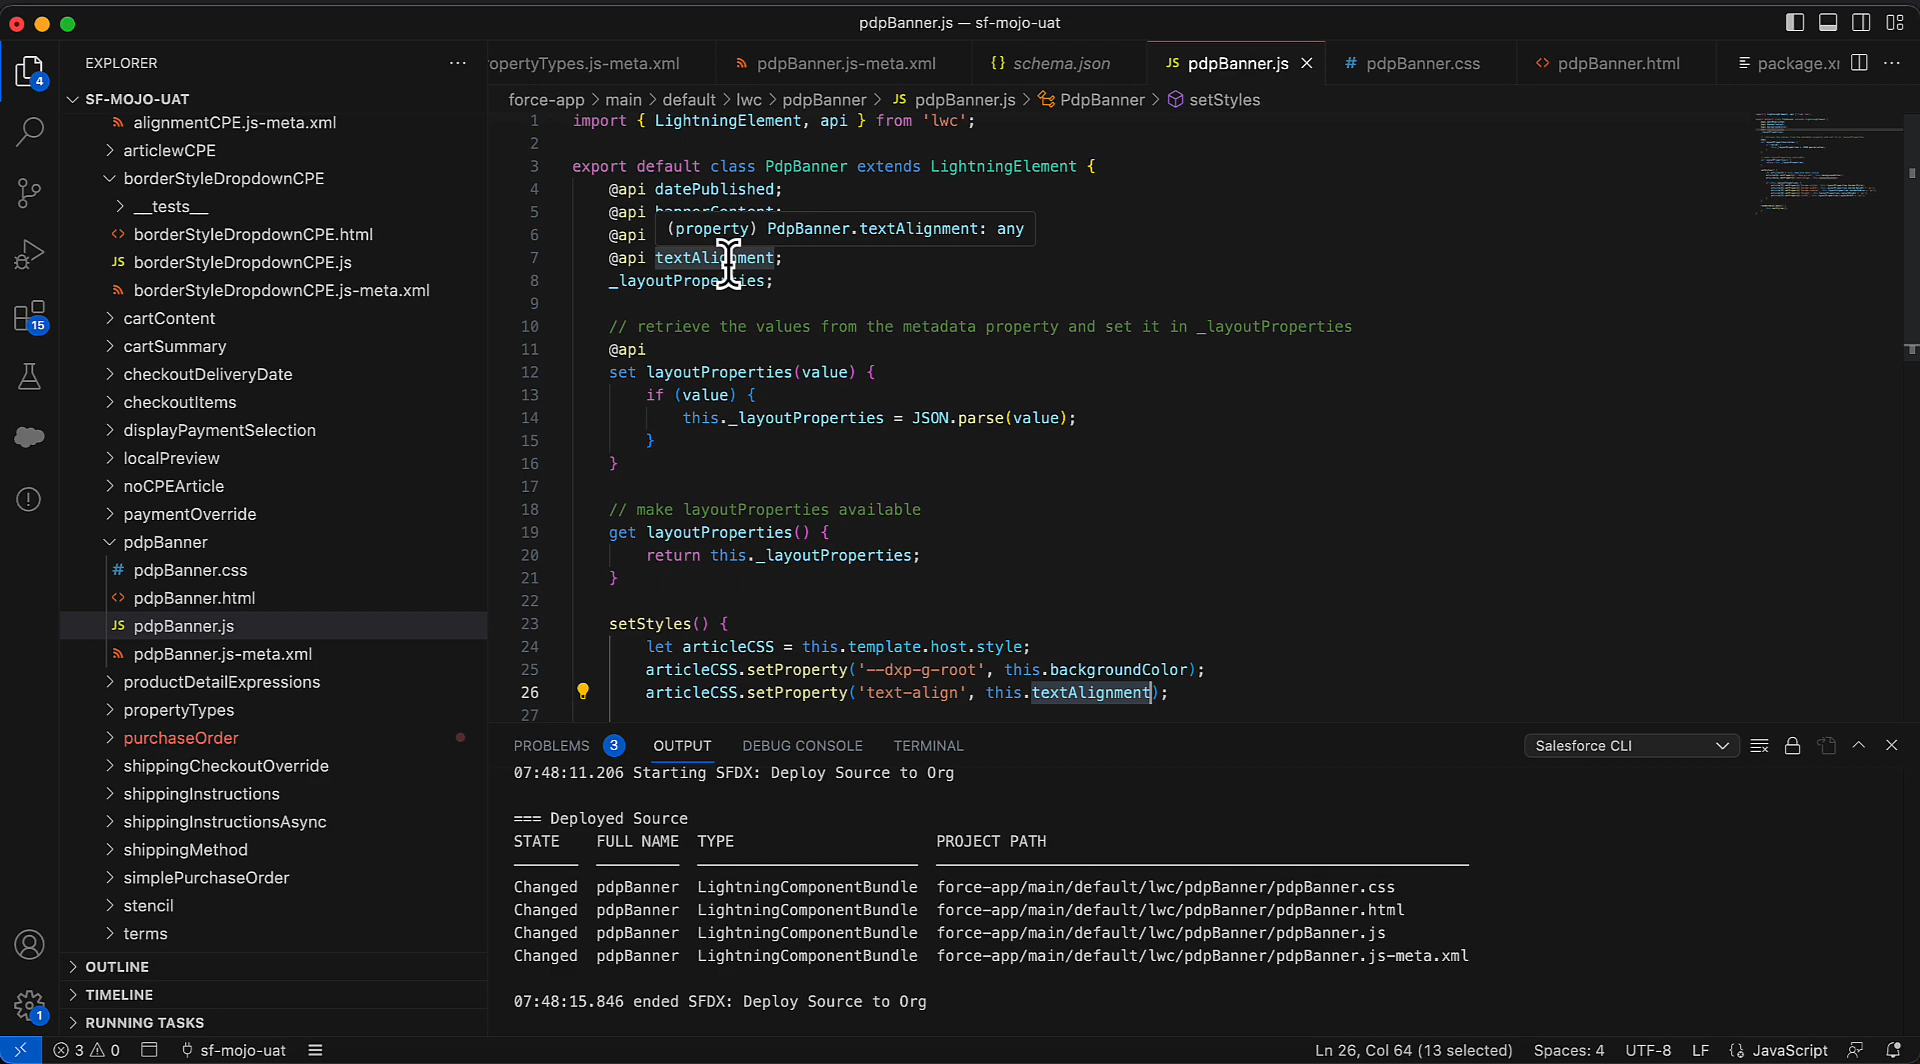 pdpBanner.js — sf-mojo-uat
EXPLORER
opertyTypes.js-meta.xml
pdpBanner.js-meta.xml
{} schema.json
JS pdpBanner.js
# pdpBanner.css
<> pdpBanner.html
package.x
force-app > main > default > lwc > pdpBanner > JS pdpBanner.js > PdpBanner > setStyles
4
15
1
SF-MOJO-UAT
alignmentCPE.js-meta.xml
articlewCPE
borderStyleDropdownCPE
__tests__
<> borderStyleDropdownCPE.html
JS borderStyleDropdownCPE.js
borderStyleDropdownCPE.js-meta.xml
cartContent
cartSummary
checkoutDeliveryDate
checkoutItems
displayPaymentSelection
localPreview
noCPEArticle
paymentOverride
pdpBanner
# pdpBanner.css
<> pdpBanner.html
JS pdpBanner.js
pdpBanner.js-meta.xml
productDetailExpressions
propertyTypes
purchaseOrder
shippingCheckoutOverride
shippingInstructions
shippingInstructionsAsync
shippingMethod
simplePurchaseOrder
stencil
terms
OUTLINE
TIMELINE
RUNNING TASKS
1 import { LightningElement, api } from 'lwc';
2
3 export default class PdpBanner extends LightningElement {
4 @api datePublished;
5 @api bannerContent;
(property) PdpBanner.textAlignment: any
6 @api
7 @api textAlignment;
8 _layoutProperties;
9
10 // retrieve the values from the metadata property and set it in _layoutProperties
11 @api
12 set layoutProperties(value) {
13 if (value) {
14 this._layoutProperties = JSON.parse(value);
15 }
16 }
17
18 // make layoutProperties available
19 get layoutProperties() {
20 return this._layoutProperties;
21 }
22
23 setStyles() {
24 let articleCSS = this.template.host.style;
25 articleCSS.setProperty('--dxp-g-root', this.backgroundColor);
26 articleCSS.setProperty('text-align', this.textAlignment);
27
PROBLEMS 3 OUTPUT DEBUG CONSOLE TERMINAL
Salesforce CLI
07:48:11.206 Starting SFDX: Deploy Source to Org
=== Deployed Source
STATE FULL NAME TYPE PROJECT PATH
Changed pdpBanner LightningComponentBundle force-app/main/default/lwc/pdpBanner/pdpBanner.css
Changed pdpBanner LightningComponentBundle force-app/main/default/lwc/pdpBanner/pdpBanner.html
Changed pdpBanner LightningComponentBundle force-app/main/default/lwc/pdpBanner/pdpBanner.js
Changed pdpBanner LightningComponentBundle force-app/main/default/lwc/pdpBanner/pdpBanner.js-meta.xml
07:48:15.846 ended SFDX: Deploy Source to Org
3 0 sf-mojo-uat
Ln 26, Col 64 (13 selected) Spaces: 4 UTF-8 LF {} JavaScript